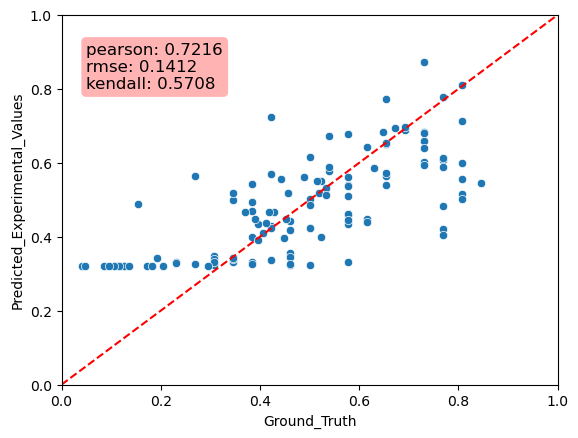 pearson: 0.7216
rmse: 0.1412
kendall: 0.5708
Predicted_Experimental_Values
1.0
0.8
0.6
0.4
0.2
0.0
0.0 0.2 0.4 0.6 0.8 1.0
Ground_Truth